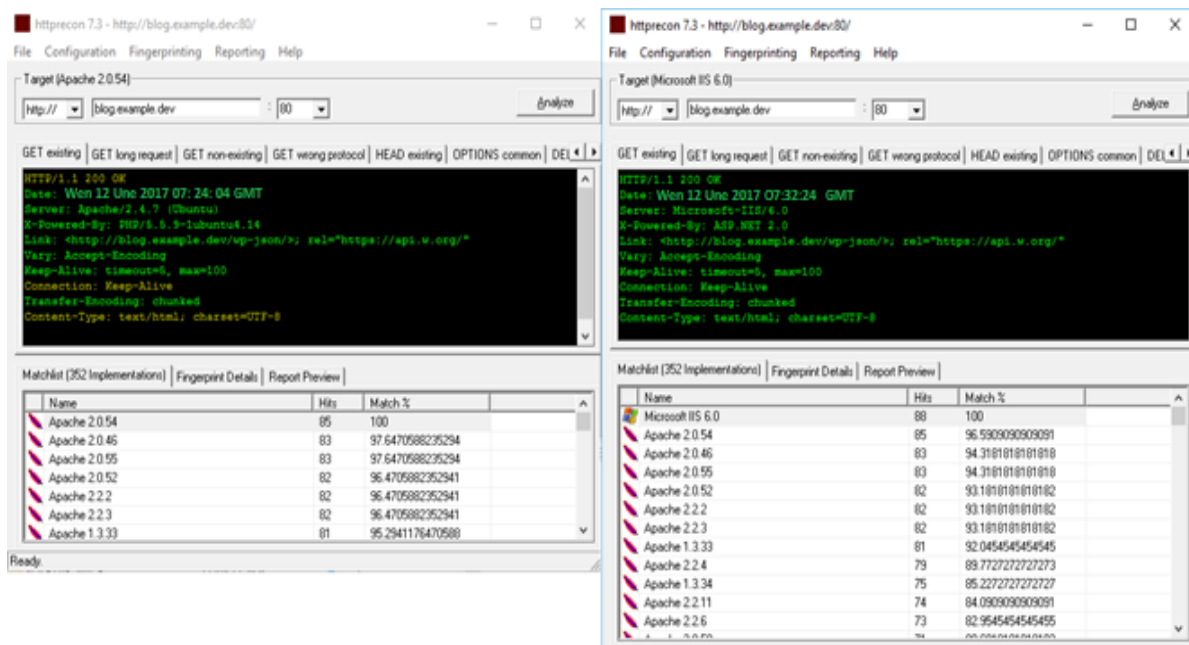 httprecon 7.3 - http://blog.example.dev:80/
File Configuration Fingerprinting Reporting Help
Target (Apache 2.0.54)
http:// blog.example.dev : 80 Analyze
GET existing GET long request GET non-existing GET wrong protocol HEAD existing OPTIONS common DEL
HTTP/1.1 200 OK
Date: Wen 12 Une 2017 07: 24: 04 GMT
Server: Apache/2.4.7 (Ubuntu)
X-Powered-By: PHP/5.5.9-1ubuntu4.14
Link: <http://blog.example.dev/wp-json/>; rel="https://api.w.org/"
Vary: Accept-Encoding
Keep-Alive: timeout=5, max=100
Connection: Keep-Alive
Transfer-Encoding: chunked
Content-Type: text/html; charset=UTF-8
Matchlist (352 Implementations) Fingerprint Details Report Preview
Name Hits Match %
Apache 2.0.54 85 100
Apache 2.0.46 83 97.6470588235294
Apache 2.0.55 83 97.6470588235294
Apache 2.0.52 82 96.4705882352941
Apache 2.2.2 82 96.4705882352941
Apache 2.2.3 82 96.4705882352941
Apache 1.3.33 81 95.2941176470588
Ready.
httprecon 7.3 - http://blog.example.dev:80/
File Configuration Fingerprinting Reporting Help
Target (Microsoft IIS 6.0)
http:// blog.example.dev : 80 Analyze
GET existing GET long request GET non-existing GET wrong protocol HEAD existing OPTIONS common DEL
HTTP/1.1 200 OK
Date: Wen 12 Une 2017 07:32:24 GMT
Server: Microsoft-IIS/6.0
X-Powered-By: ASP.NET 2.0
Link: <http://blog.example.dev/wp-json/>; rel="https://api.w.org/"
Vary: Accept-Encoding
Keep-Alive: timeout=5, max=100
Connection: Keep-Alive
Transfer-Encoding: chunked
Content-Type: text/html; charset=UTF-8
Matchlist (352 Implementations) Fingerprint Details Report Preview
Name Hits Match %
Microsoft IIS 6.0 88 100
Apache 2.0.54 85 96.5909090909091
Apache 2.0.46 83 94.3181818181818
Apache 2.0.55 83 94.3181818181818
Apache 2.0.52 82 93.1818181818182
Apache 2.2.2 82 93.1818181818182
Apache 2.2.3 82 93.1818181818182
Apache 1.3.33 81 92.0454545454545
Apache 2.2.4 79 89.7727272727273
Apache 1.3.34 75 85.2272727272727
Apache 2.2.11 74 84.0909090909091
Apache 2.2.6 73 82.9545454545455